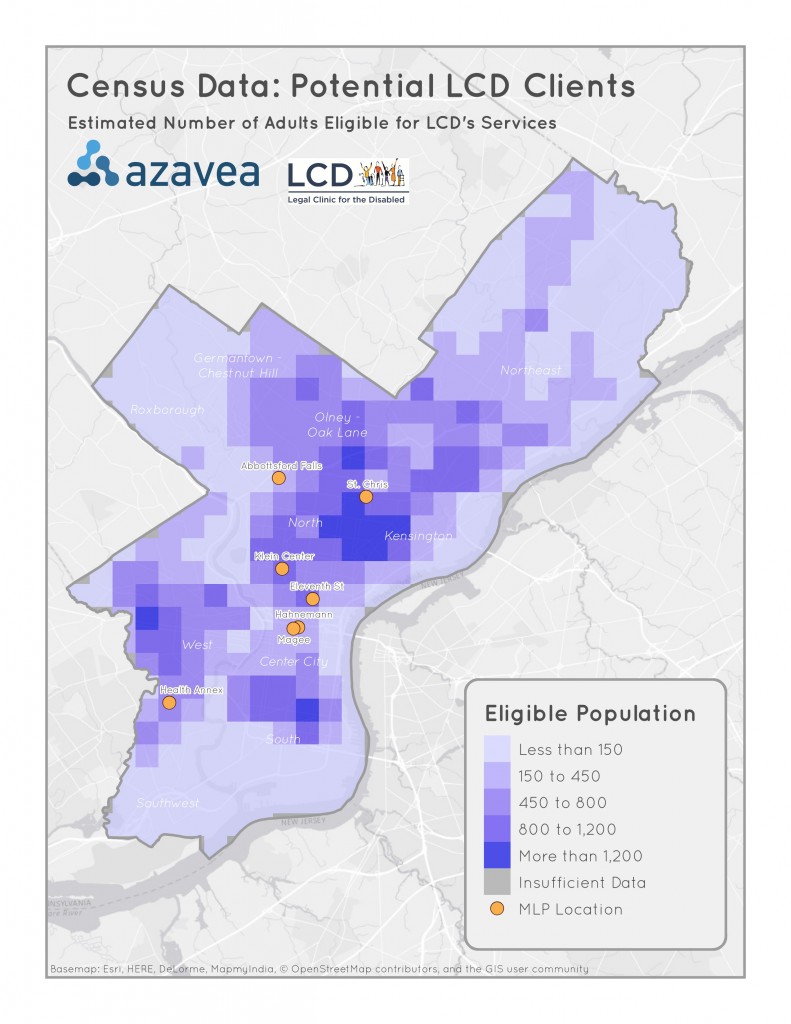 Census Data: Potential LCD Clients
Estimated Number of Adults Eligible for LCD's Services
azavea
LCD
Legal Clinic for the Disabled
Germantown -
Chestnut Hill
Northeast
Roxborough
Olney -
Oak Lane
Abbottsford Falls
St. Chris
North
Kensington
Klein Center
Eleventh St
NEW JERSEY
Hahnemann
Magee
West
Center City
Health Annex
South
Southwest
NEW JERSEY
Eligible Population
Less than 150
150 to 450
450 to 800
800 to 1,200
More than 1,200
Insufficient Data
MLP Location
Basemap: Esri, HERE, DeLorme, MapmyIndia, © OpenStreetMap contributors, and the GIS user community